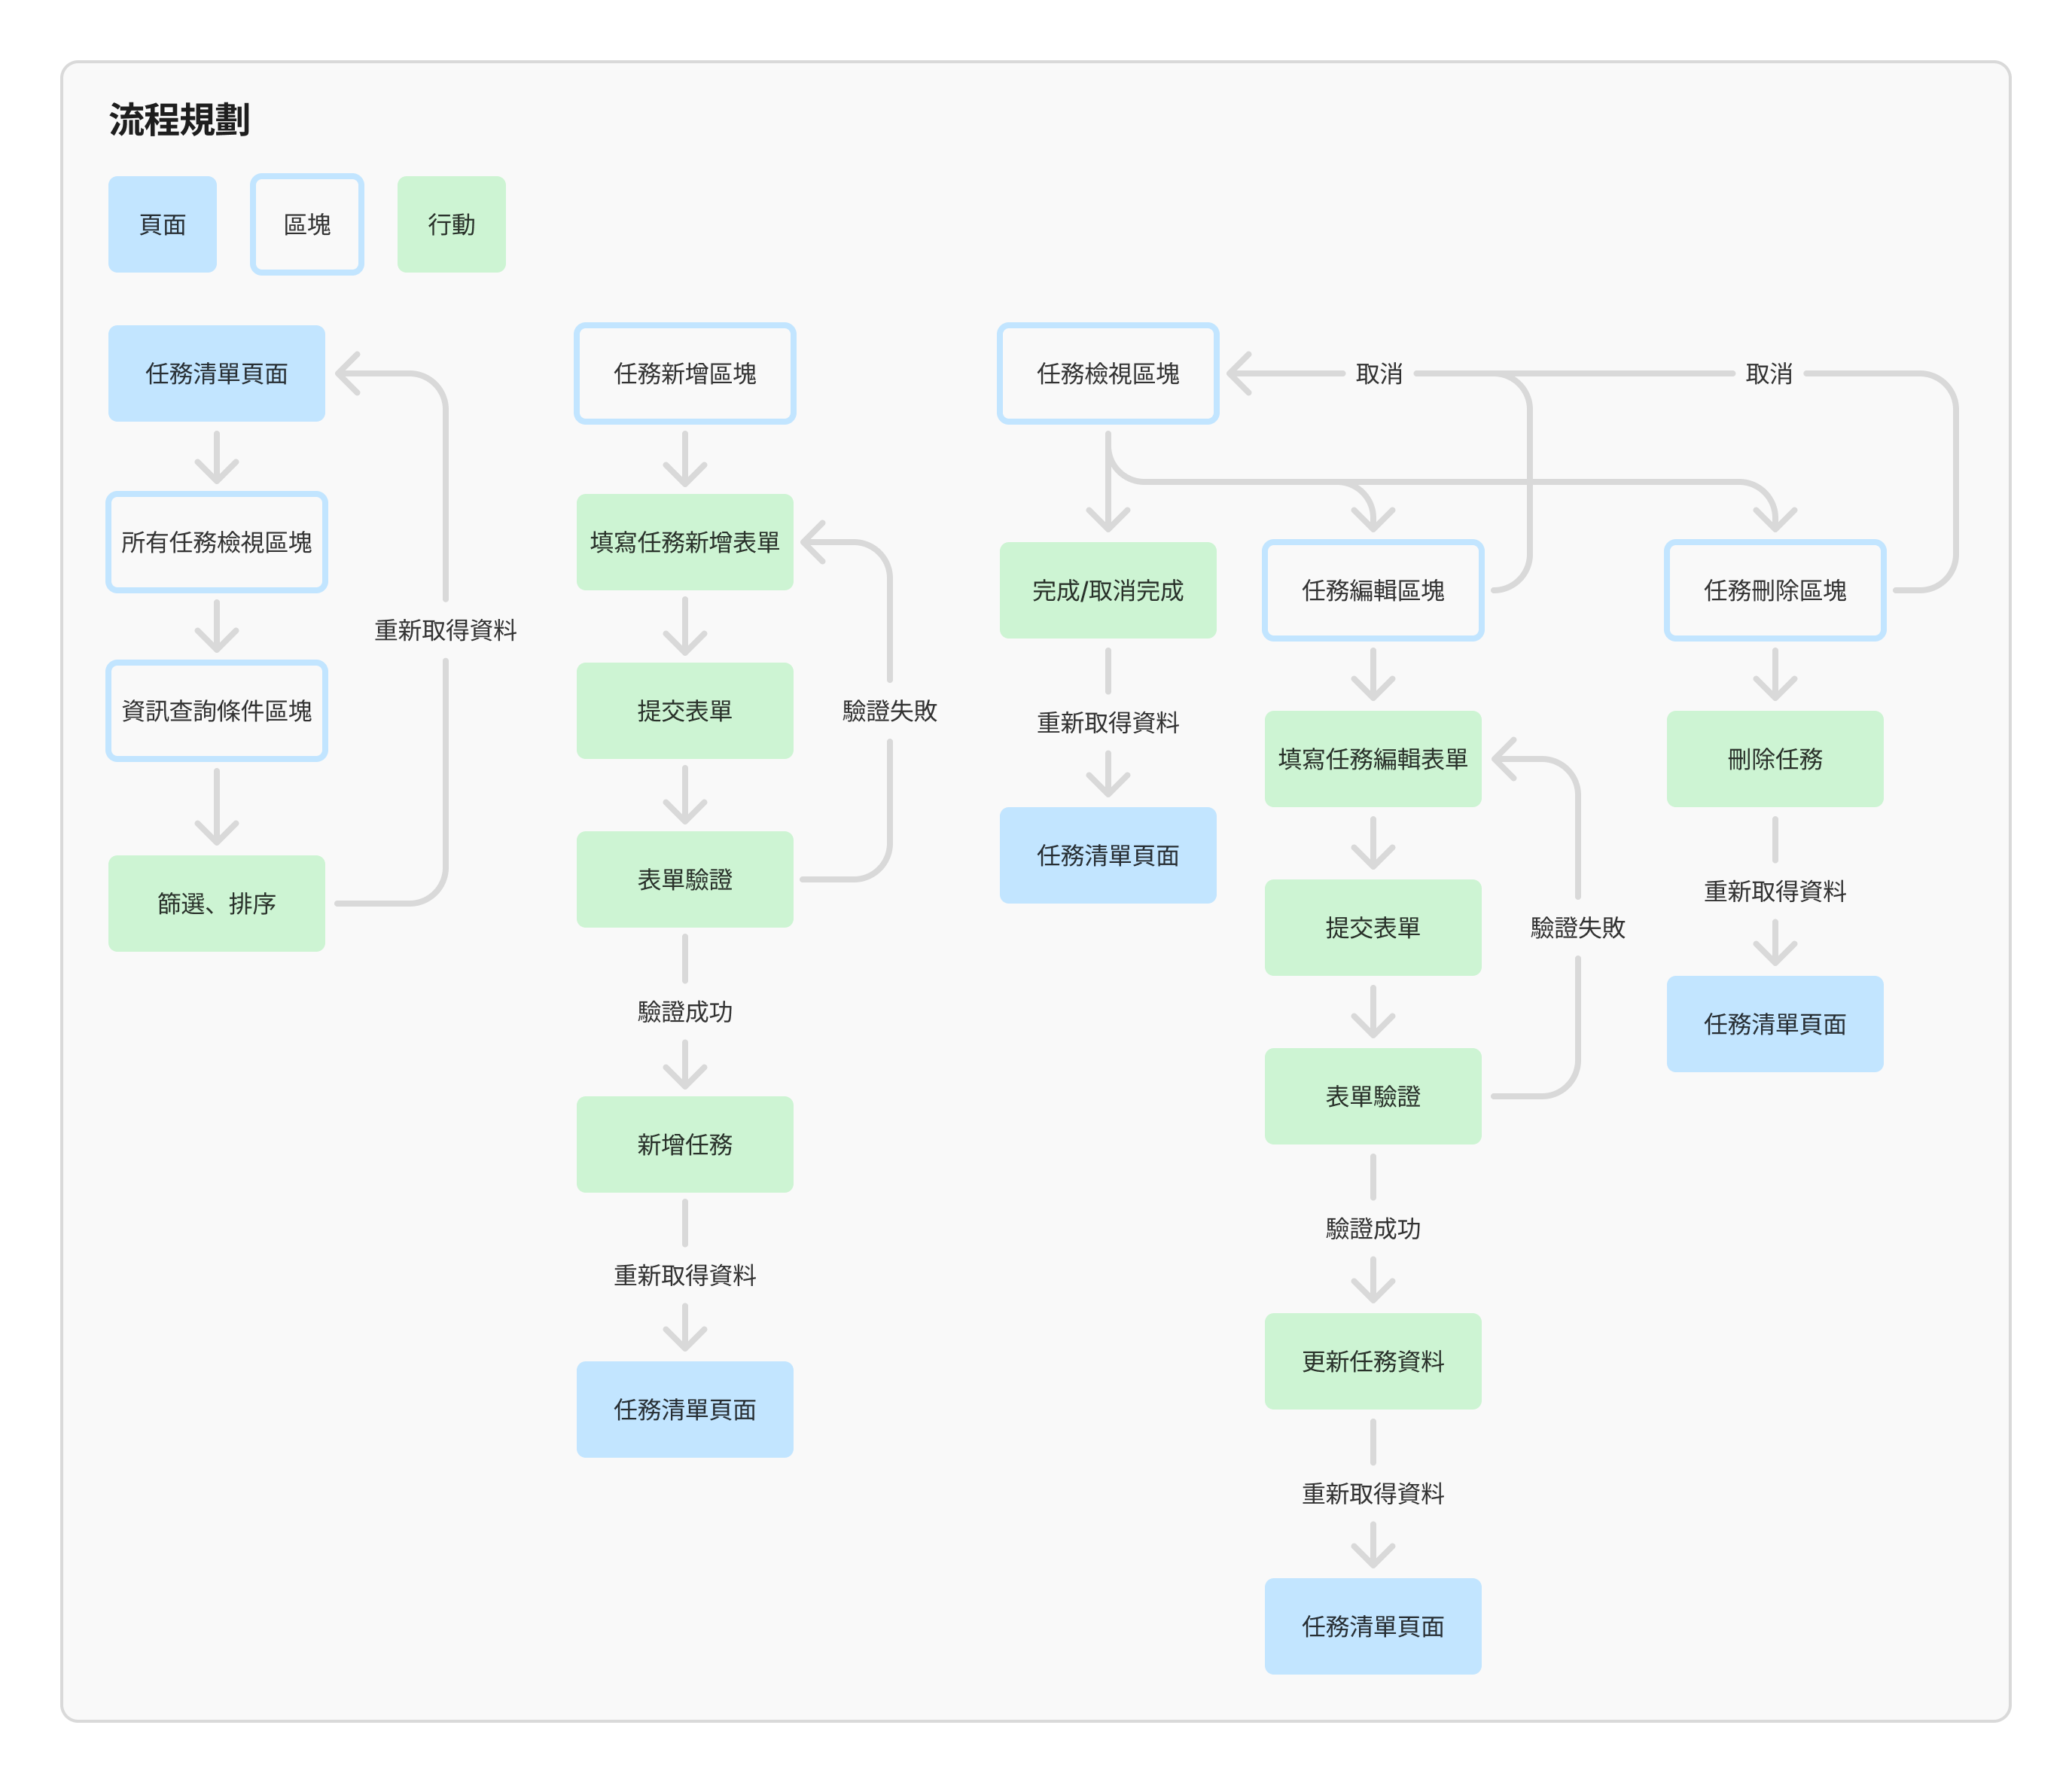 流程規劃
頁面
區塊
行動
任務清單頁面
所有任務檢視區塊
資訊查詢條件區塊
篩選、排序
重新取得資料
任務新增區塊
填寫任務新增表單
提交表單
表單驗證
驗證失敗
驗證成功
新增任務
重新取得資料
任務清單頁面
任務檢視區塊
取消
取消
完成/取消完成
重新取得資料
任務清單頁面
任務編輯區塊
填寫任務編輯表單
提交表單
表單驗證
驗證失敗
驗證成功
更新任務資料
重新取得資料
任務清單頁面
任務刪除區塊
刪除任務
重新取得資料
任務清單頁面